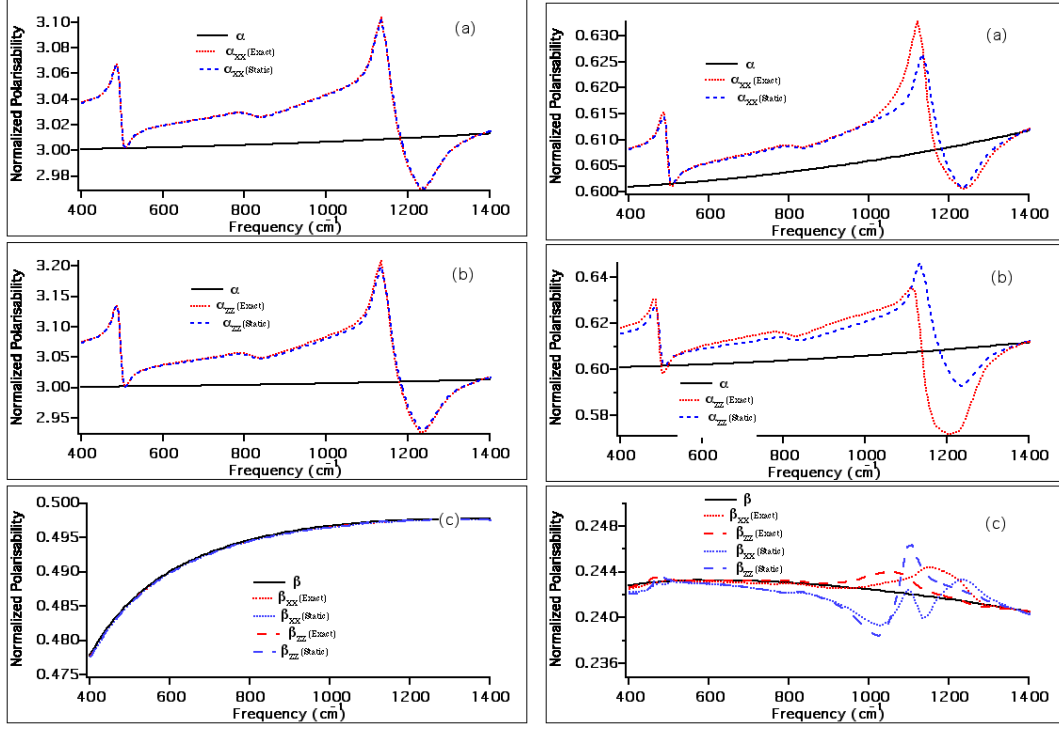 Normalized Polarisability
3.10
3.08
3.06
3.04
3.02
3.00
2.98
α
αXX (Exact)
αXX (Static)
(a)
400 600 800 1000 1200 1400
Frequency (cm-1)
Normalized Polarisability
3.20
3.15
3.10
3.05
3.00
2.95
α
αZZ (Exact)
αZZ (Static)
(b)
400 600 800 1000 1200 1400
Frequency (cm-1)
Normalized Polarisability
0.500
0.495
0.490
0.485
0.480
0.475
β
βXX (Exact)
βXX (Static)
βZZ (Exact)
βZZ (Static)
(c)
400 600 800 1000 1200 1400
Frequency (cm-1)
Normalized Polarisability
0.630
0.625
0.620
0.615
0.610
0.605
0.600
α
αXX (Exact)
αXX (Static)
(a)
400 600 800 1000 1200 1400
Frequency (cm-1)
Normalized Polarisability
0.64
0.62
0.60
0.58
α
αZZ (Exact)
αZZ (Static)
(b)
400 600 800 1000 1200 1400
Frequency (cm-1)
Normalized Polarisability
0.248
0.244
0.240
0.236
β
βXX (Exact)
βZZ (Exact)
βXX (Static)
βZZ (Static)
(c)
400 600 800 1000 1200 1400
Frequency (cm-1)